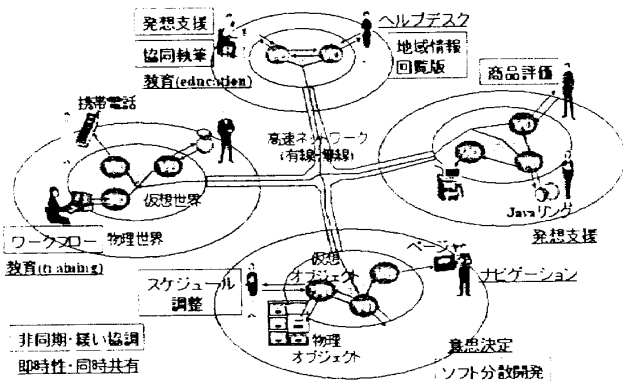 発想支援
ヘルプデスク
協同執筆
地域情報
回覧版
教育(education)
商品評価
携帯電話
高速ネットワーク
(有線・無線)
仮想世界
Javaリング
ワークフロー
物理世界
発想支援
教育(training)
ページャ
仮想
オブジェクト
ナビゲーション
スケジュール
調整
物理
オブジェクト
非同期・緩い協調
意思決定
即時性・同時共有
ソフト分散開発